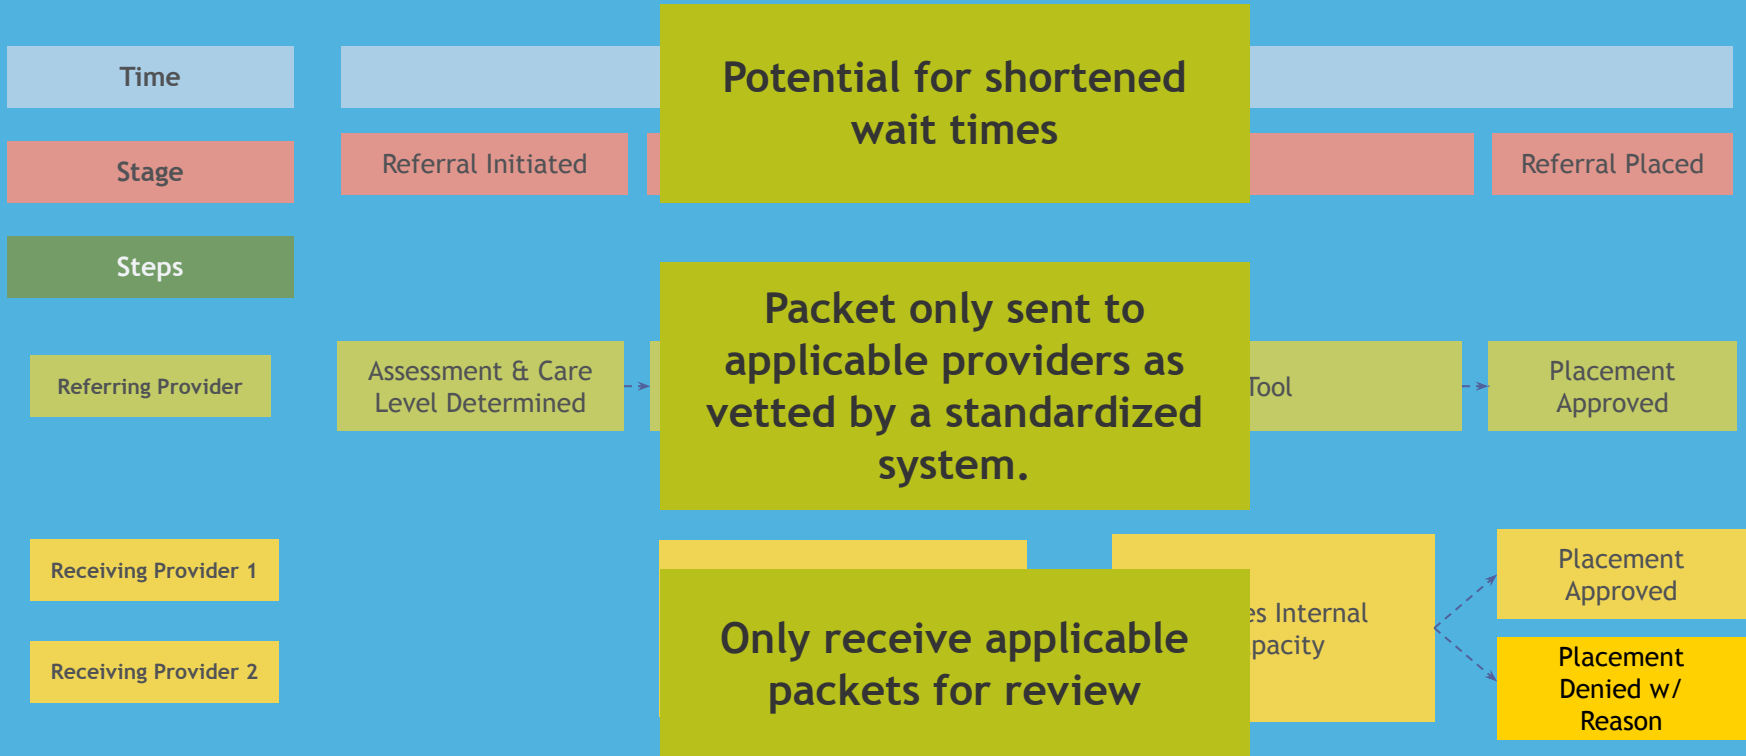 Time
Potential for shortened
wait times
Stage
Referral Initiated
Referral Placed
Steps
Packet only sent to
applicable providers as
vetted by a standardized
system.
Referring Provider
Assessment & Care
Level Determined
Tool
Placement
Approved
Receiving Provider 1
Receiving Provider 2
Only receive applicable
packets for review
es Internal
pacity
Placement
Approved
Placement
Denied w/
Reason